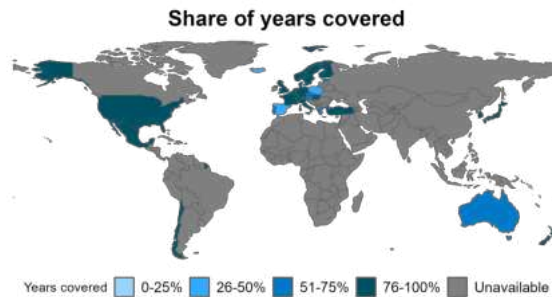 Share of years covered
Years covered 0-25% 26-50% 51-75% 76-100% Unavailable